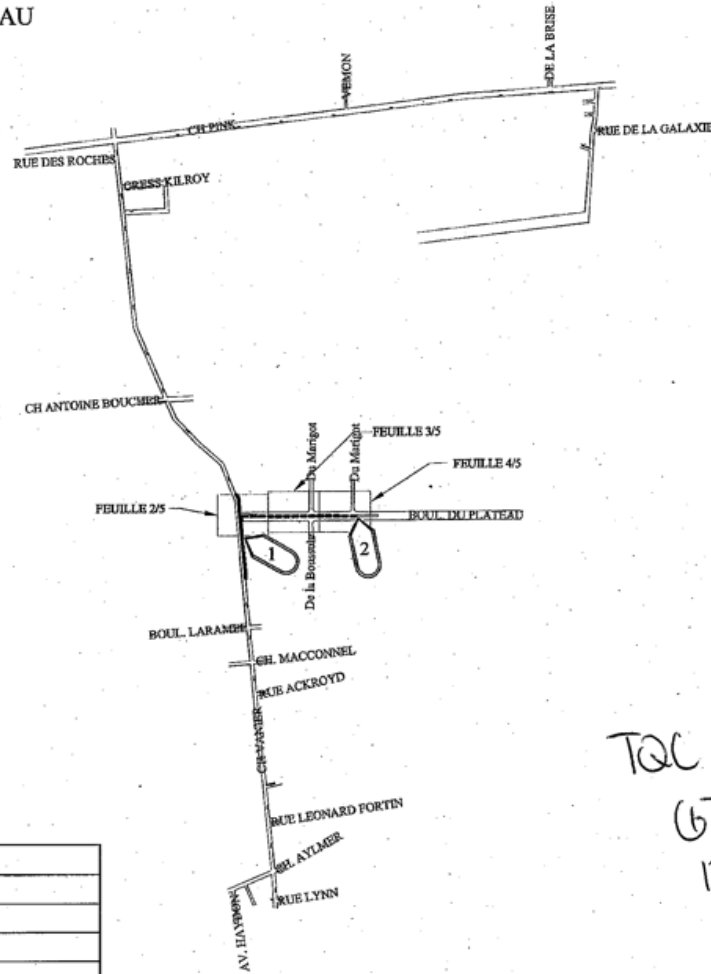 AU
DE LA BRISE
VEMON
CH PINK
RUE DE LA GALAXIE
RUE DES ROCHES
CRESS KILROY
CH ANTOINE BOUCHER
Du Marigot
Du Marigot
FEUILLE 3/5
FEUILLE 4/5
FEUILLE 2/5
BOUL. DU PLATEAU
1
2
De la Boussole
BOUL. LARAMEE
CH. MACCONNEL
RUE ACKROYD
CH VANIER
TQC
RUE LEONARD FORTIN
CH. AYLMER
RUE LYNN
AV. HAYDON